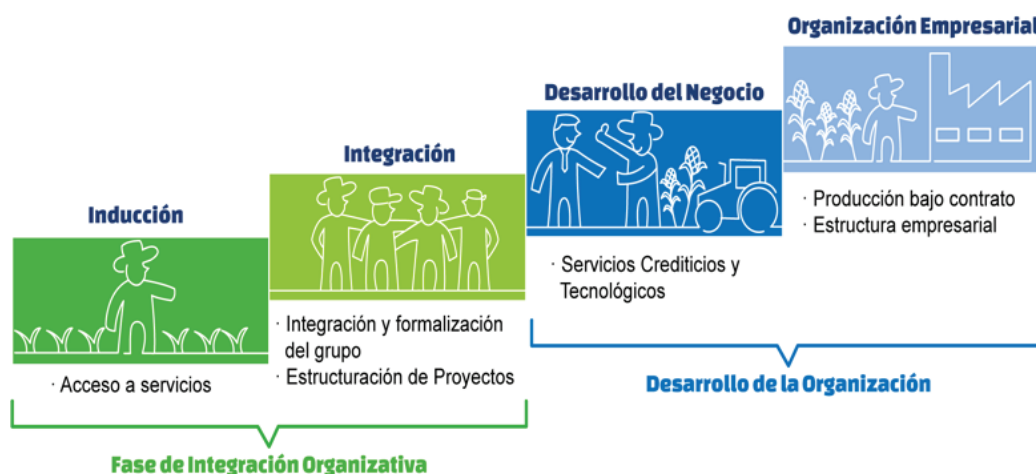 Inducción
· Acceso a servicios
Integración
· Integración y formalización
del grupo
· Estructuración de Proyectos
Fase de Integración Organizativa
Desarrollo del Negocio
· Servicios Crediticios y
Tecnológicos
Organización Empresarial
· Producción bajo contrato
· Estructura empresarial
Desarrollo de la Organización